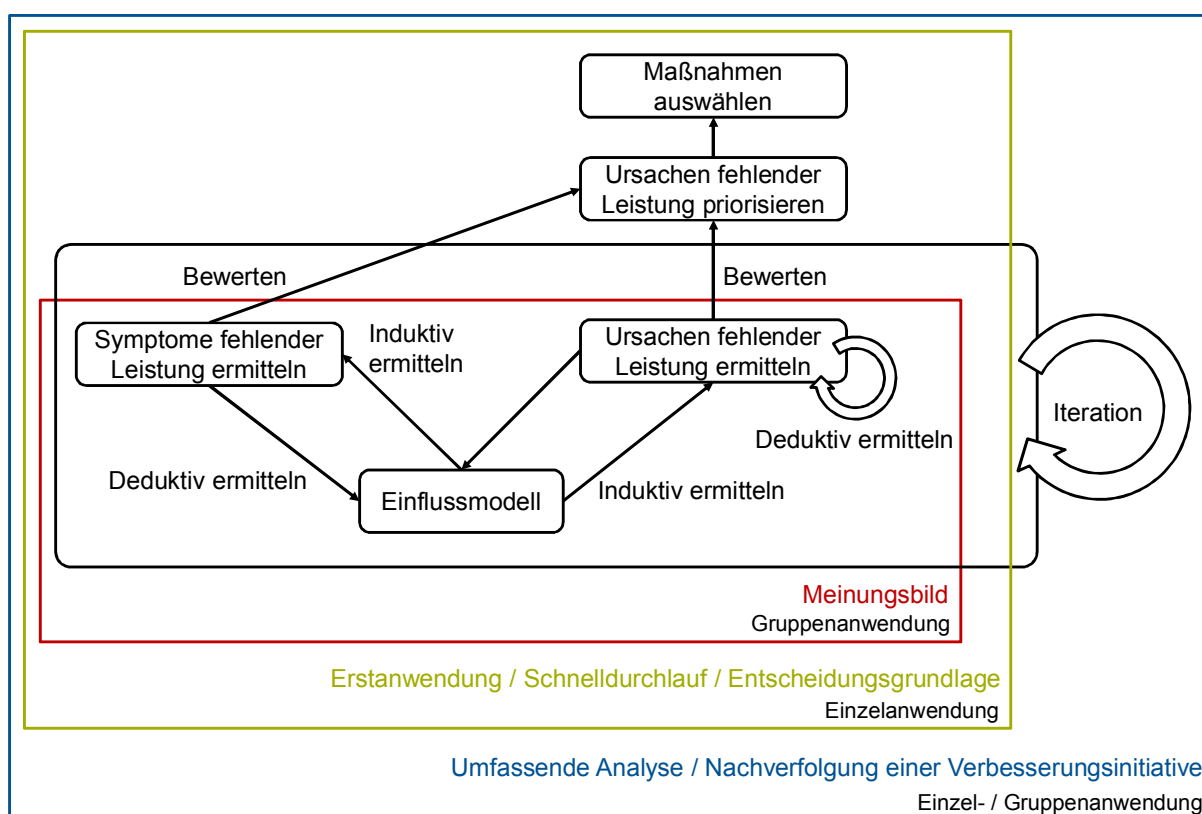 Maßnahmen
auswählen
Ursachen fehlender
Leistung priorisieren
Bewerten
Bewerten
Symptome fehlender
Leistung ermitteln
Induktiv
ermitteln
Ursachen fehlender
Leistung ermitteln
Iteration
Deduktiv ermitteln
Deduktiv ermitteln
Einflussmodell
Induktiv ermitteln
Meinungsbild
Gruppenanwendung
Erstanwendung / Schnelldurchlauf / Entscheidungsgrundlage
Einzelanwendung
Umfassende Analyse / Nachverfolgung einer Verbesserungsinitiative
Einzel- / Gruppenanwendung